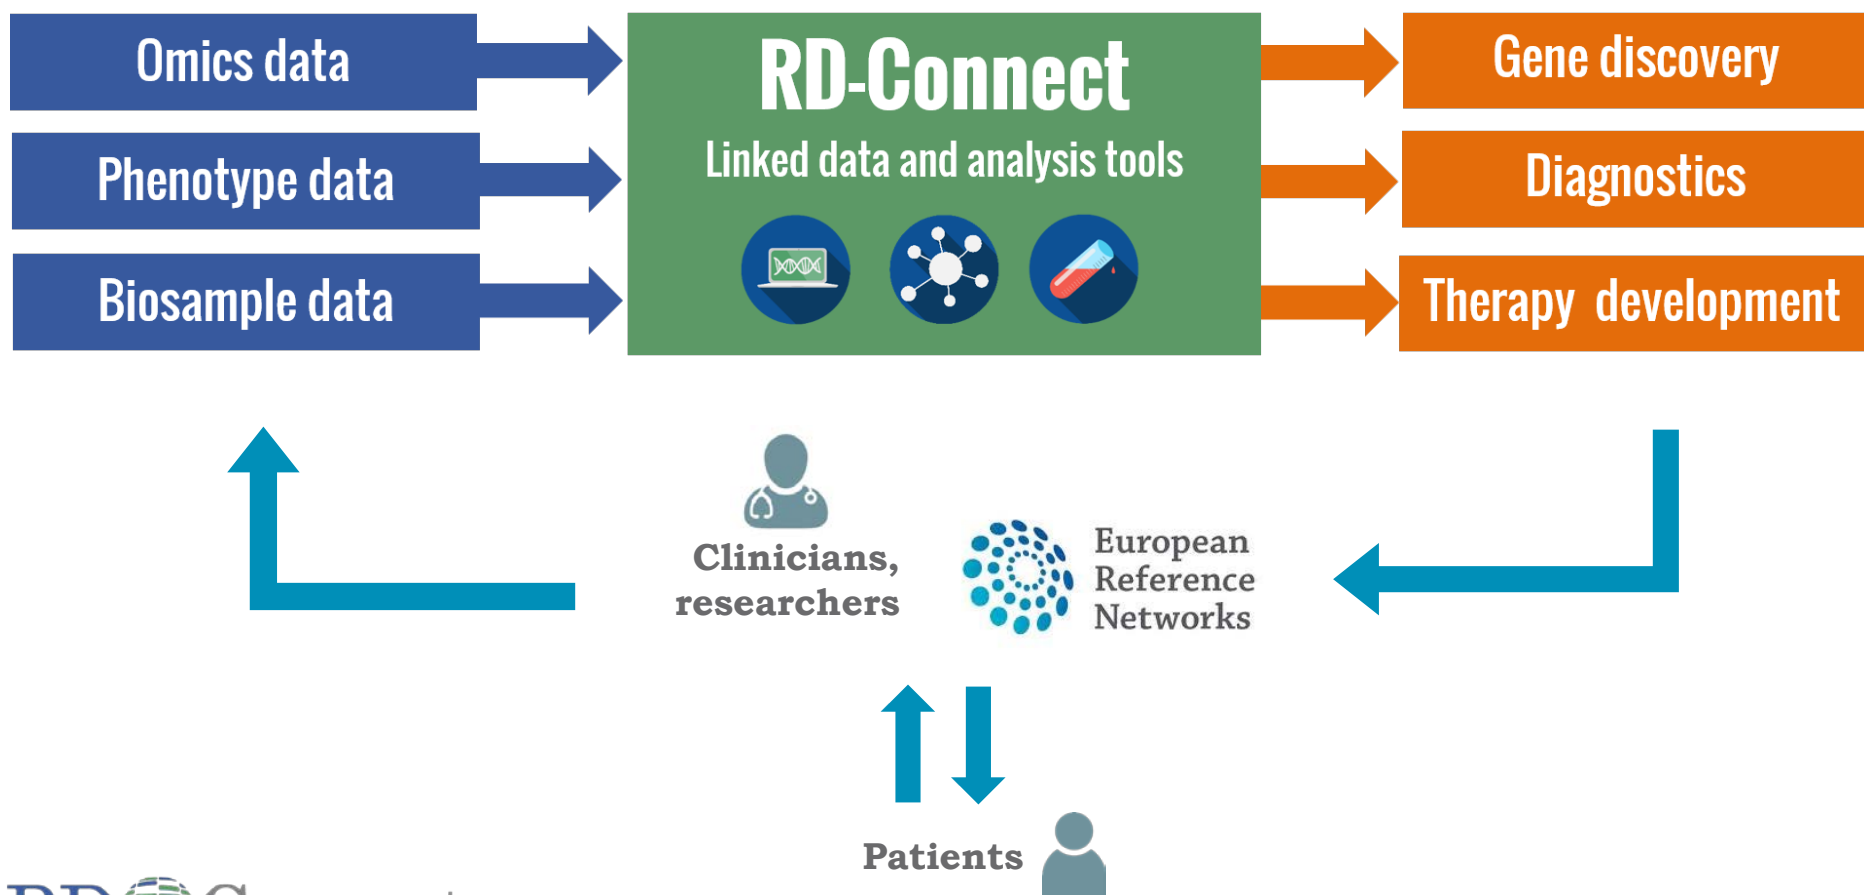 Omics data
RD-Connect
Gene discovery
Phenotype data
Linked data and analysis tools
Diagnostics
Biosample data
Therapy development
Clinicians,
researchers
European
Reference
Networks
Patients